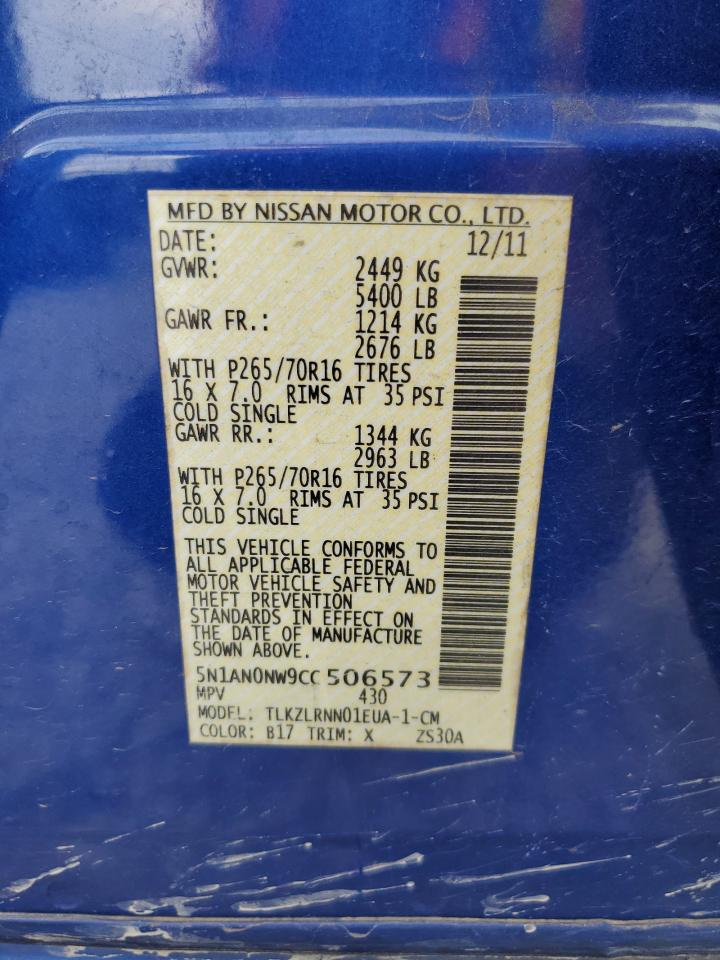 MFD BY NISSAN MOTOR CO., LTD.
DATE: 12/11
GVWR: 2449 KG
5400 LB
GAWR FR.: 1214 KG
2676 LB
WITH P265/70R16 TIRES
16 X 7.0 RIMS AT 35 PSI
COLD SINGLE
GAWR RR.: 1344 KG
2963 LB
WITH P265/70R16 TIRES
16 X 7.0 RIMS AT 35 PSI
COLD SINGLE
THIS VEHICLE CONFORMS TO
ALL APPLICABLE FEDERAL
MOTOR VEHICLE SAFETY AND
THEFT PREVENTION
STANDARDS IN EFFECT ON
THE DATE OF MANUFACTURE
SHOWN ABOVE.
5N1AN0NW9CC506573
MPV 430
MODEL: TLKZLRNN01EUA-1-CM
COLOR: B17 TRIM: X ZS30A